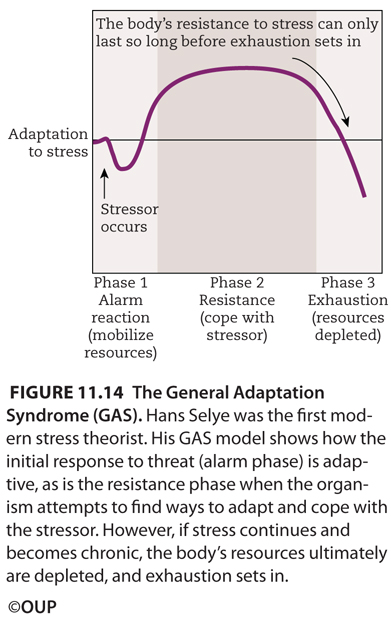 The body's resistance to stress can only
last so long before exhaustion sets in
Adaptation
to stress
Stressor
occurs
Phase 1
Alarm
reaction
(mobilize
resources)
Phase 2
Resistance
(cope with
stressor)
Phase 3
Exhaustion
(resources
depleted)
FIGURE 11.14 The General Adaptation
Syndrome (GAS). Hans Selye was the first mod-
ern stress theorist. His GAS model shows how the
initial response to threat (alarm phase) is adap-
tive, as is the resistance phase when the organ-
ism attempts to find ways to adapt and cope with
the stressor. However, if stress continues and
becomes chronic, the body's resources ultimately
are depleted, and exhaustion sets in.
©OUP